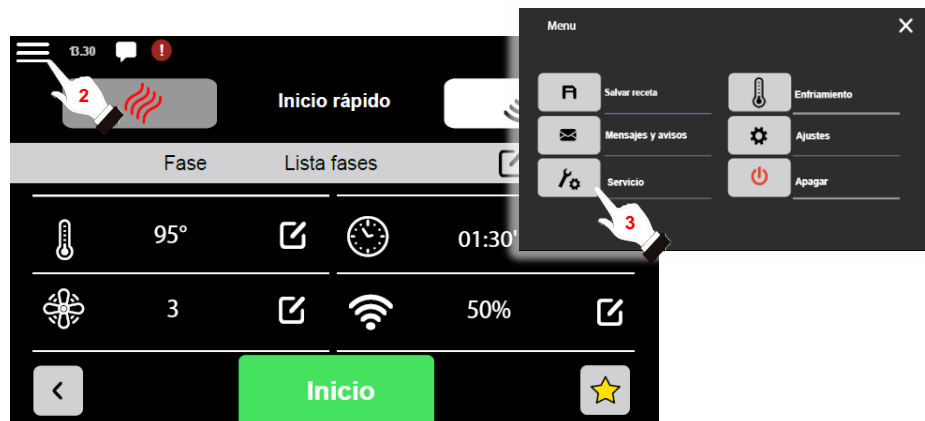 13.30
!
2
Inicio rápido
Fase
Lista fases
95°
01:30'
3
50%
Inicio
Menu
Salvar receta
Enfriamiento
Mensajes y avisos
Ajustes
Servicio
Apagar
3